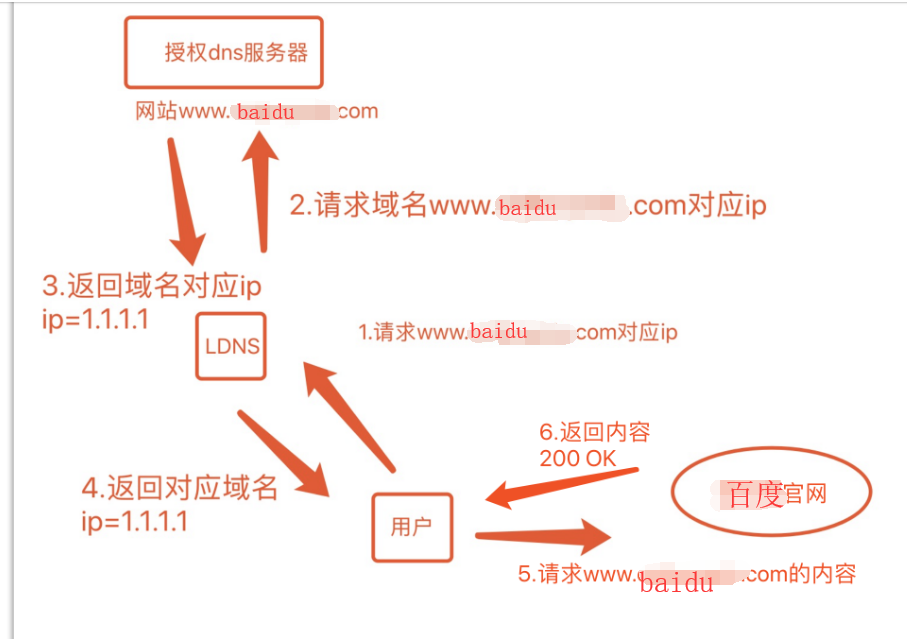 授权dns服务器
网站www.baidu com
2.请求域名www.baidu .com对应ip
3.返回域名对应ip
ip=1.1.1.1
LDNS
1.请求www.baidu com对应ip
6.返回内容
200 OK
4.返回对应域名
ip=1.1.1.1
百度官网
用户
5.请求www.baidu.com的内容